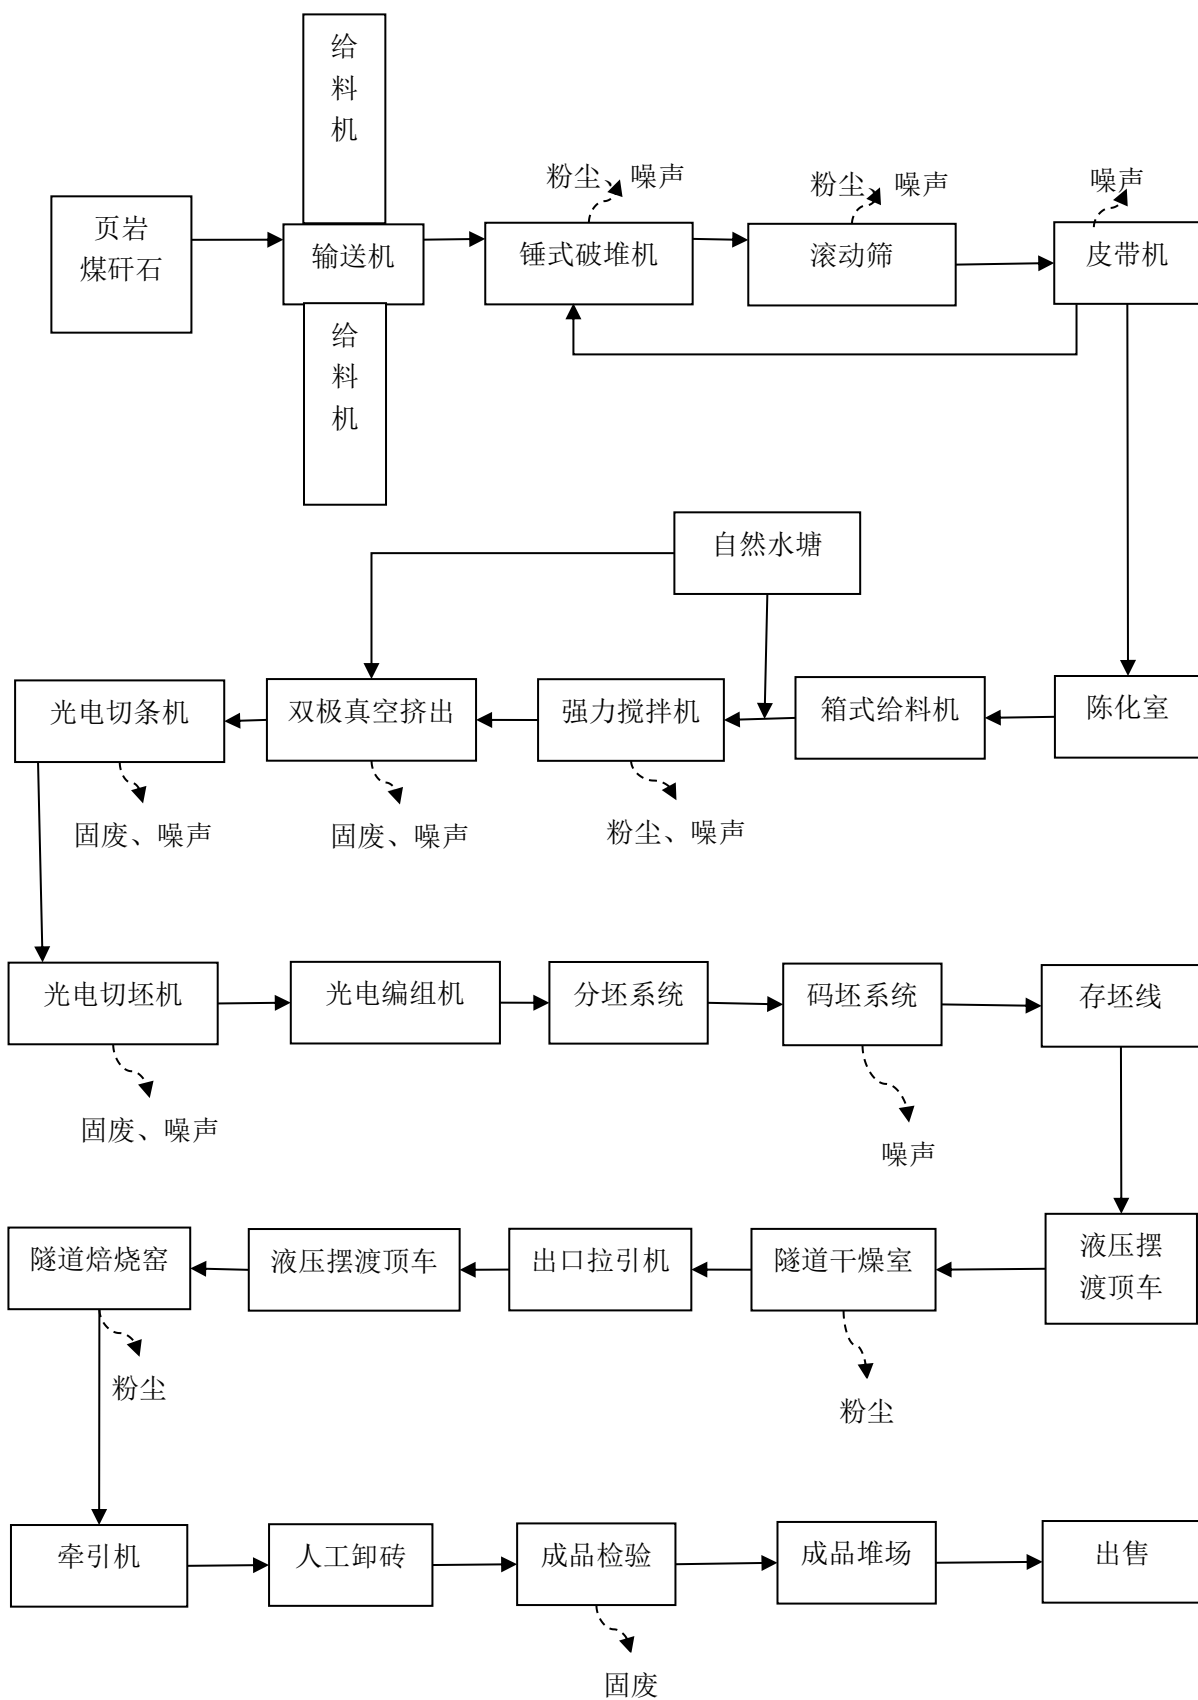 给
料
机
粉尘、噪声
粉尘、噪声
噪声
页岩
煤矸石
输送机
锤式破堆机
滚动筛
皮带机
给
料
机
自然水塘
光电切条机
双极真空挤出
强力搅拌机
箱式给料机
陈化室
固废、噪声
固废、噪声
粉尘、噪声
光电切坯机
光电编组机
分坯系统
码坯系统
存坯线
固废、噪声
噪声
隧道焙烧窑
液压摆渡顶车
出口拉引机
隧道干燥室
液压摆
渡顶车
粉尘
粉尘
牵引机
人工卸砖
成品检验
成品堆场
出售
固废